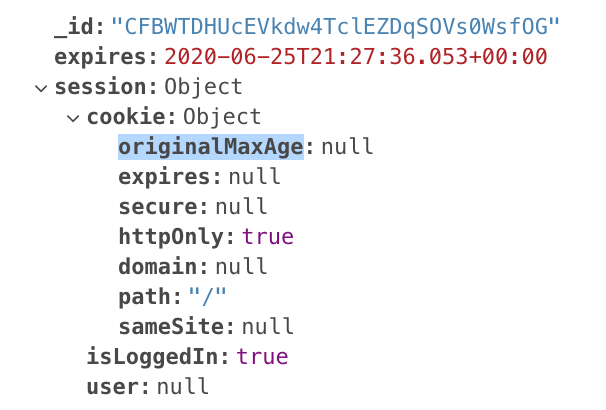 _id: "CFBWTDHUcEVkdw4TclEZDqSOVs0WsfOG"
expires: 2020-06-25T21:27:36.053+00:00
session: Object
cookie: Object
originalMaxAge: null
expires: null
secure: null
httpOnly: true
domain: null
path: "/"
sameSite: null
isLoggedIn: true
user: null